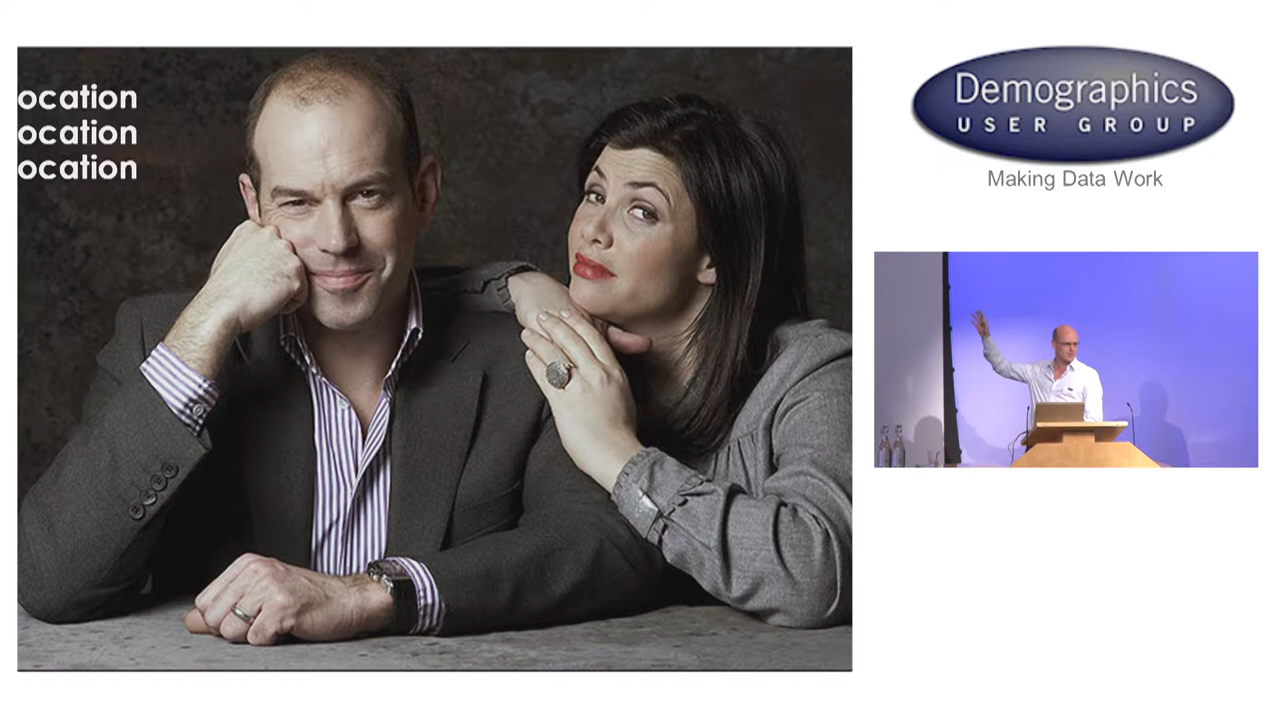 ocation
ocation
ocation
Demographics
USER GROUP
Making Data Work